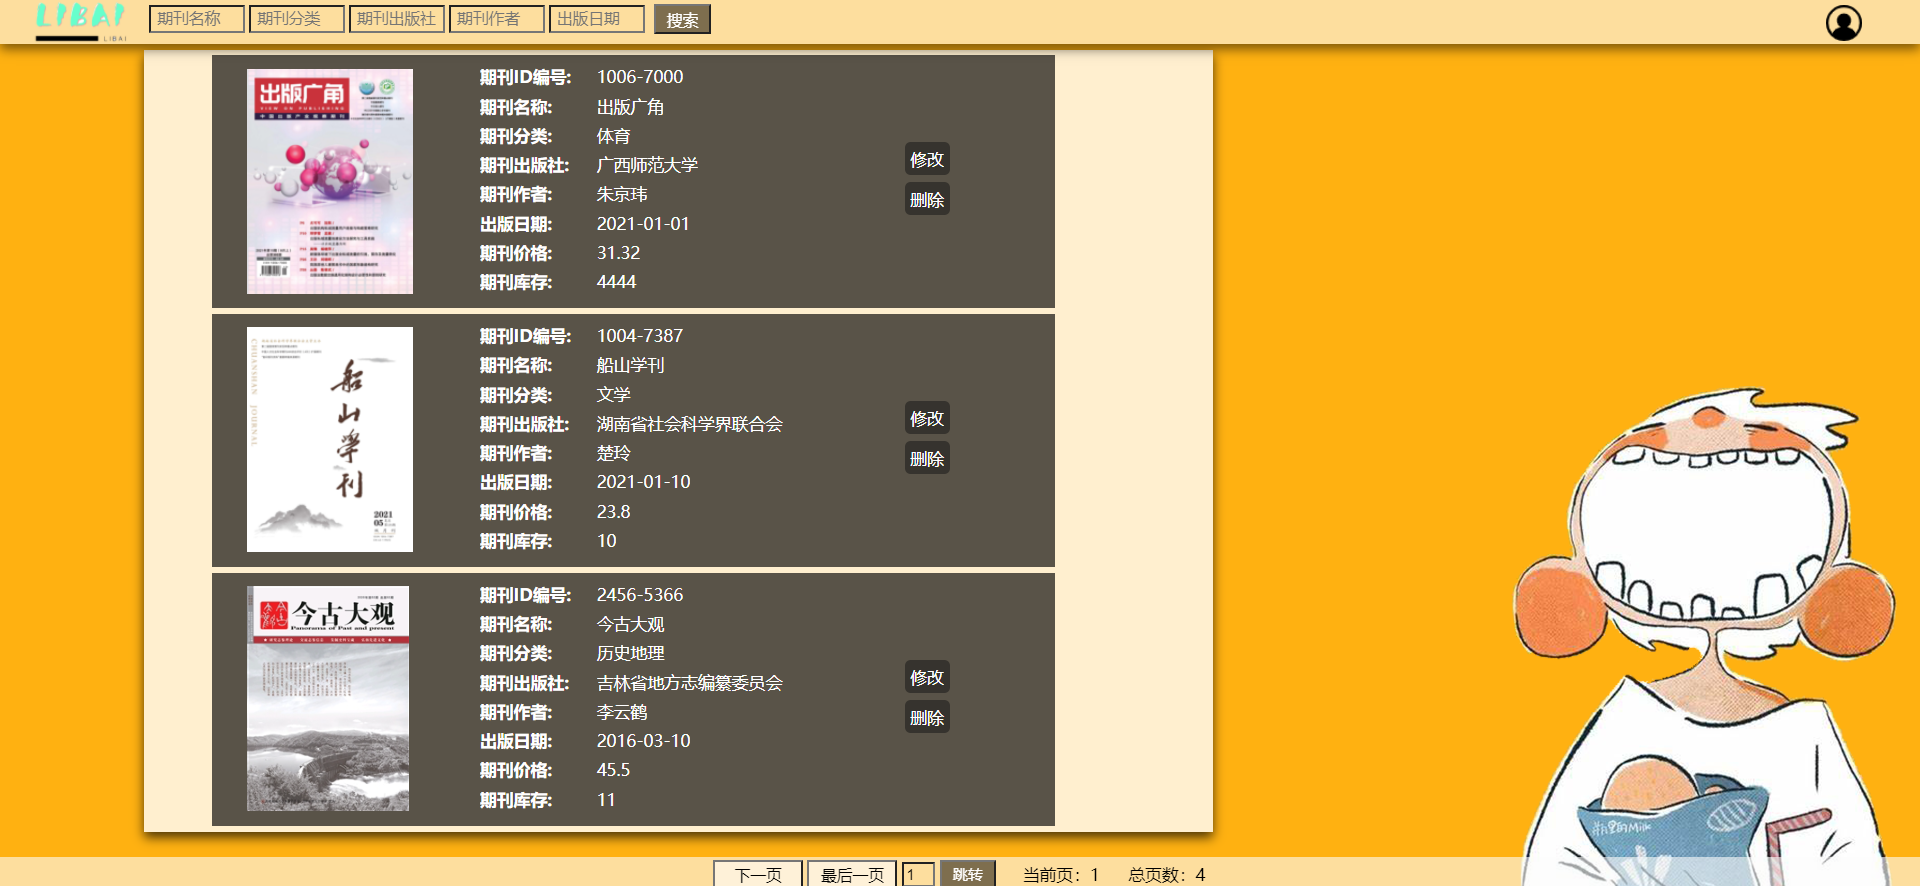 LIBAI
LIBAI
期刊名称 期刊分类 期刊出版社 期刊作者 出版日期 搜索
出版广角
VIEW ON PUBLISHING
期刊ID编号: 1006-7000
期刊名称: 出版广角
期刊分类: 体育
期刊出版社: 广西师范大学
期刊作者: 朱京玮
出版日期: 2021-01-01
期刊价格: 31.32
期刊库存: 4444
修改
删除
CHUANSHAN JOURNAL
船山学刊
2021
05
期刊ID编号: 1004-7387
期刊名称: 船山学刊
期刊分类: 文学
期刊出版社: 湖南省社会科学界联合会
期刊作者: 楚玲
出版日期: 2021-01-10
期刊价格: 23.8
期刊库存: 10
修改
删除
今古大观
Panorama of Past and present
期刊ID编号: 2456-5366
期刊名称: 今古大观
期刊分类: 历史地理
期刊出版社: 吉林省地方志编纂委员会
期刊作者: 李云鹤
出版日期: 2016-03-10
期刊价格: 45.5
期刊库存: 11
修改
删除
Milk
下一页 最后一页 1 跳转 当前页：1 总页数：4